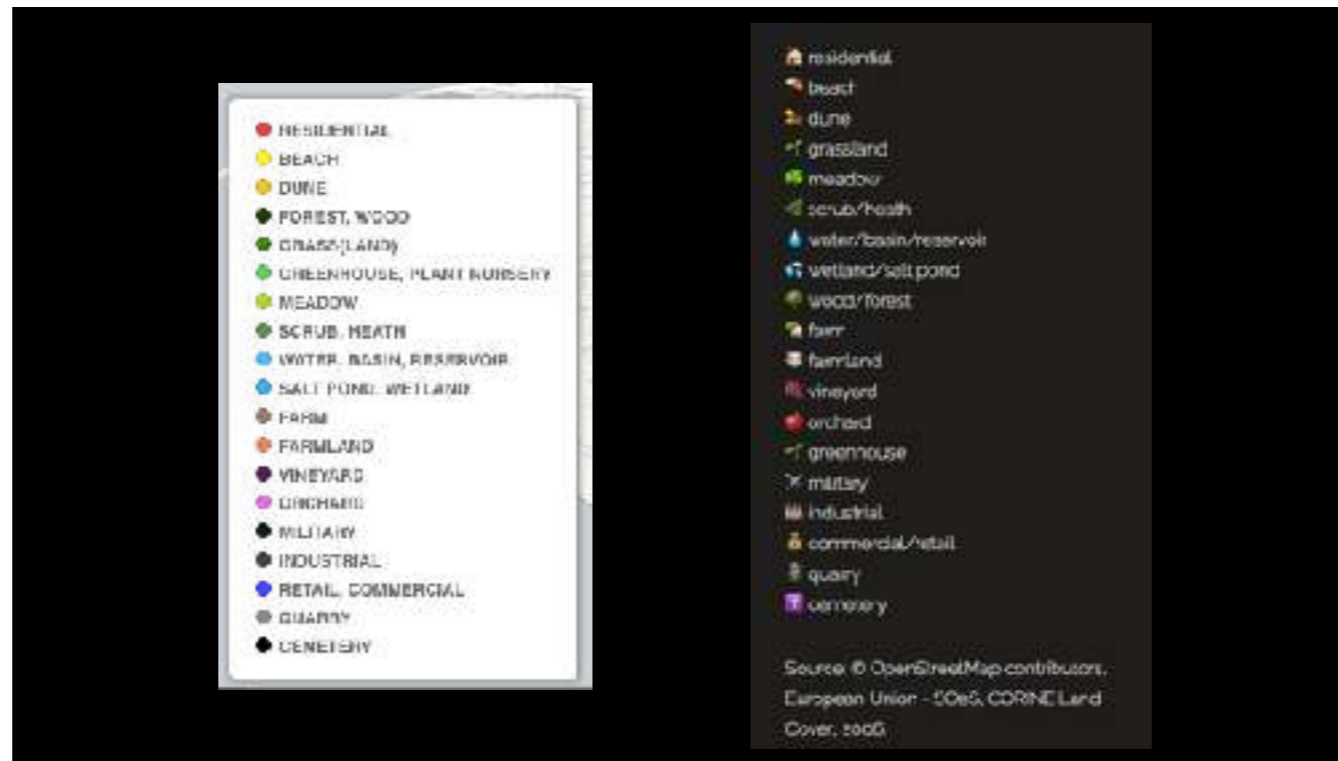 RESIDENTIAL
BEACH
DUNE
FOREST, WOOD
GRASS(LAND)
GREENHOUSE, PLANT NURSERY
MEADOW
SCRUB, HEATH
WATER, BASIN, RESERVOIR
SALT POND, WETLAND
FARM
FARMLAND
VINEYARD
ORCHARD
MILITARY
INDUSTRIAL
RETAIL, COMMERCIAL
QUARRY
CEMETERY
residential
beach
dune
grassland
meadow
scrub/heath
water/basin/reservoir
wetland/salt pond
wood/forest
farm
farmland
vineyard
orchard
greenhouse
military
industrial
commercial/retail
quarry
cemetery
Source: © OpenStreetMap contributors,
European Union - SOeS, CORINE Land
Cover, 2006.